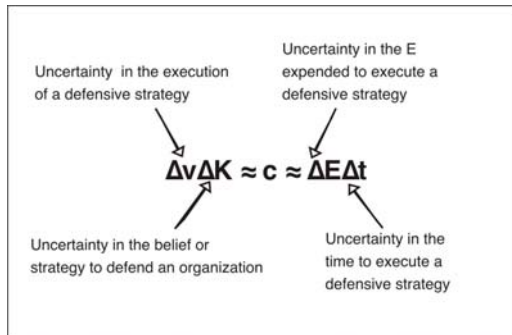 Uncertainty in the execution
of a defensive strategy
Uncertainty in the E
expended to execute a
defensive strategy
ΔvΔK ≈ c ≈ ΔEΔt
Uncertainty in the belief or
strategy to defend an organization
Uncertainty in the
time to execute a
defensive strategy